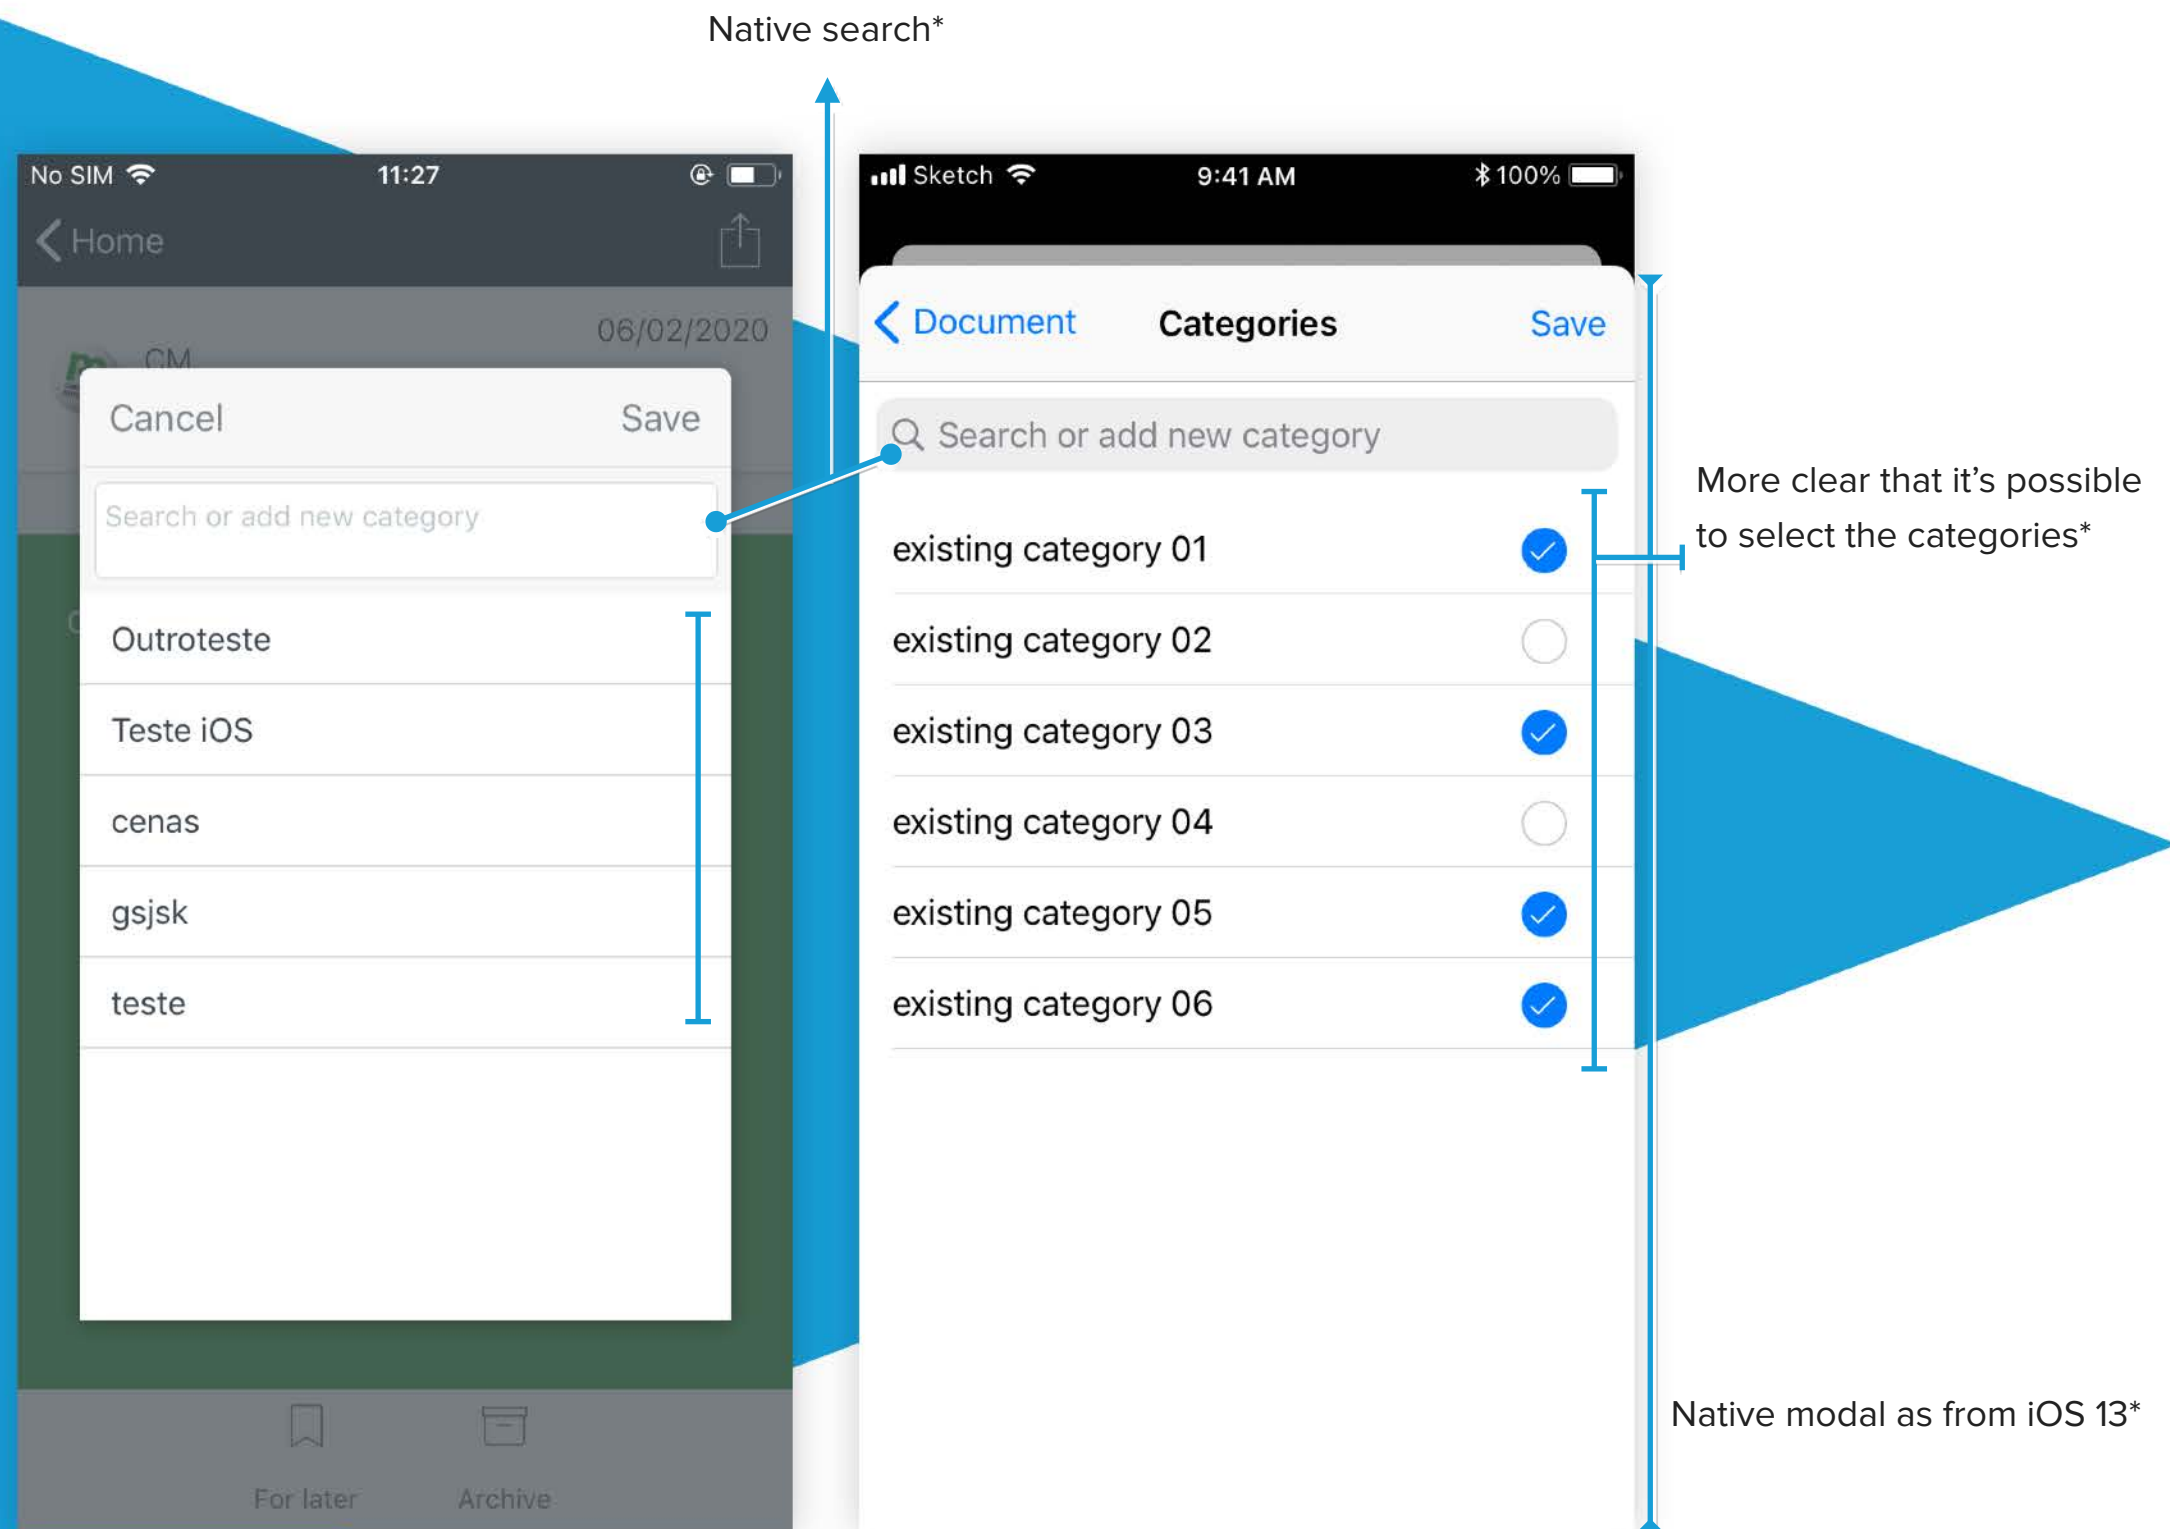 Native search*
No SIM
11:27
Home
06/02/2020
CM
Cancel
Save
Search or add new category
Outroteste
Teste iOS
cenas
gsjsk
teste
For later
Archive
Sketch
9:41 AM
100%
Document
Categories
Save
Search or add new category
existing category 01
existing category 02
existing category 03
existing category 04
existing category 05
existing category 06
More clear that it's possible
to select the categories*
Native modal as from iOS 13*